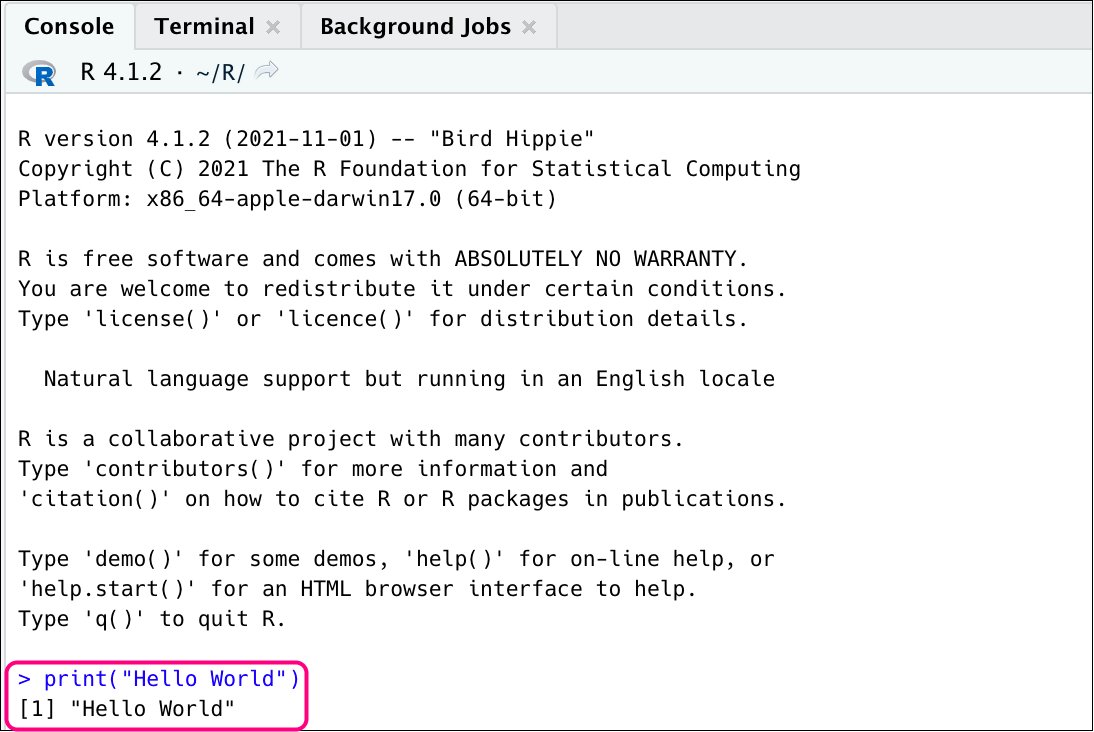 Console Terminal × Background Jobs ×
R R 4.1.2 · ~/R/
R version 4.1.2 (2021-11-01) -- "Bird Hippie"
Copyright (C) 2021 The R Foundation for Statistical Computing
Platform: x86_64-apple-darwin17.0 (64-bit)
R is free software and comes with ABSOLUTELY NO WARRANTY.
You are welcome to redistribute it under certain conditions.
Type 'license()' or 'licence()' for distribution details.
  Natural language support but running in an English locale
R is a collaborative project with many contributors.
Type 'contributors()' for more information and
'citation()' on how to cite R or R packages in publications.
Type 'demo()' for some demos, 'help()' for on-line help, or
'help.start()' for an HTML browser interface to help.
Type 'q()' to quit R.
> print("Hello World")
[1] "Hello World"